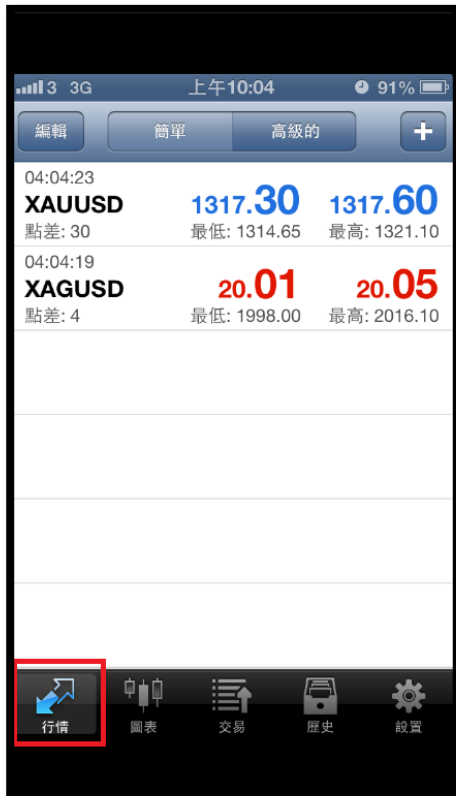 3 3G 上午10:04 91%
編輯 簡單 高級的 +
04:04:23
XAUUSD 1317.30 1317.60
點差: 30 最低: 1314.65 最高: 1321.10
04:04:19
XAGUSD 20.01 20.05
點差: 4 最低: 1998.00 最高: 2016.10
行情 圖表 交易 歷史 設置